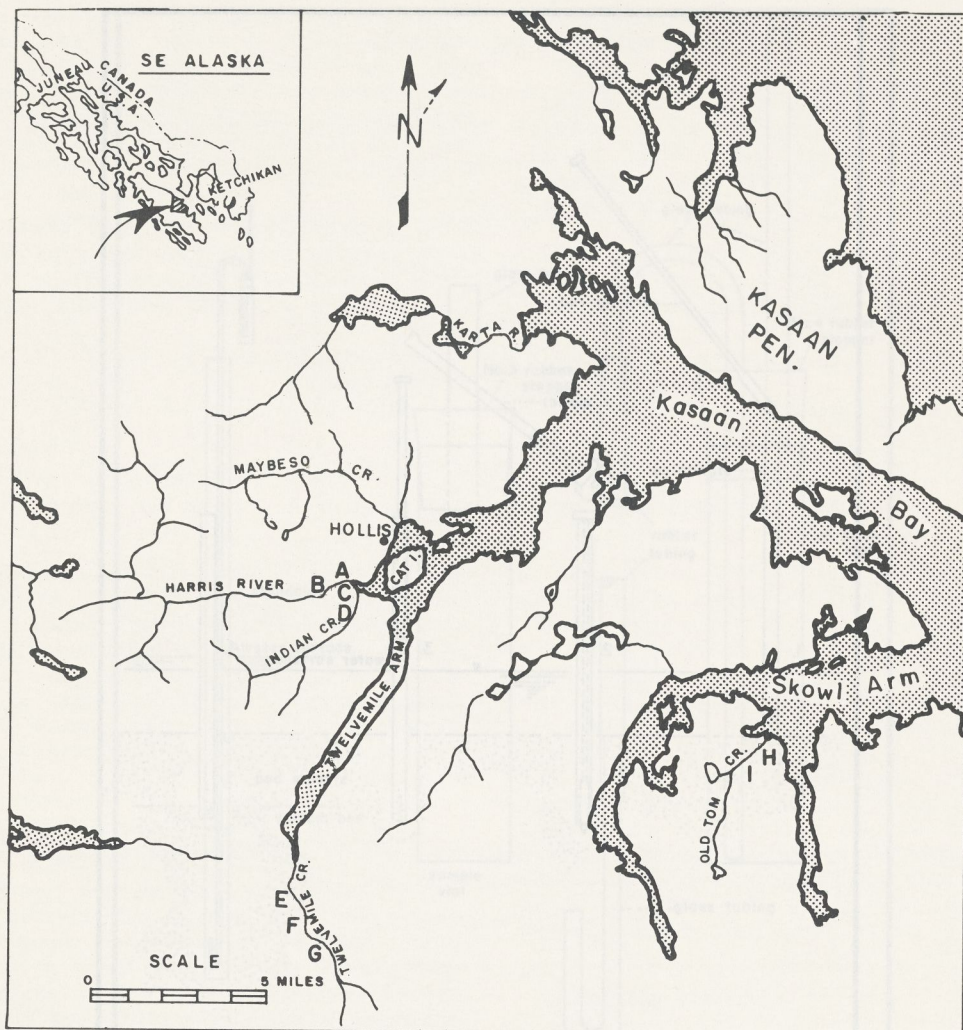 SE ALASKA
JUNEAU
CANADA
U.S.A.
KETCHIKAN
N
KASAAN
PEN.
KARTA R.
Kasaan
Bay
MAYBESO CR.
HOLLIS
CAT I.
HARRIS RIVER
A
B
C
D
INDIAN CR.
TWELVEMILE ARM
Skowl Arm
OLD TOM CR.
H
I
TWELVEMILE CR.
E
F
G
SCALE
0 5 MILES